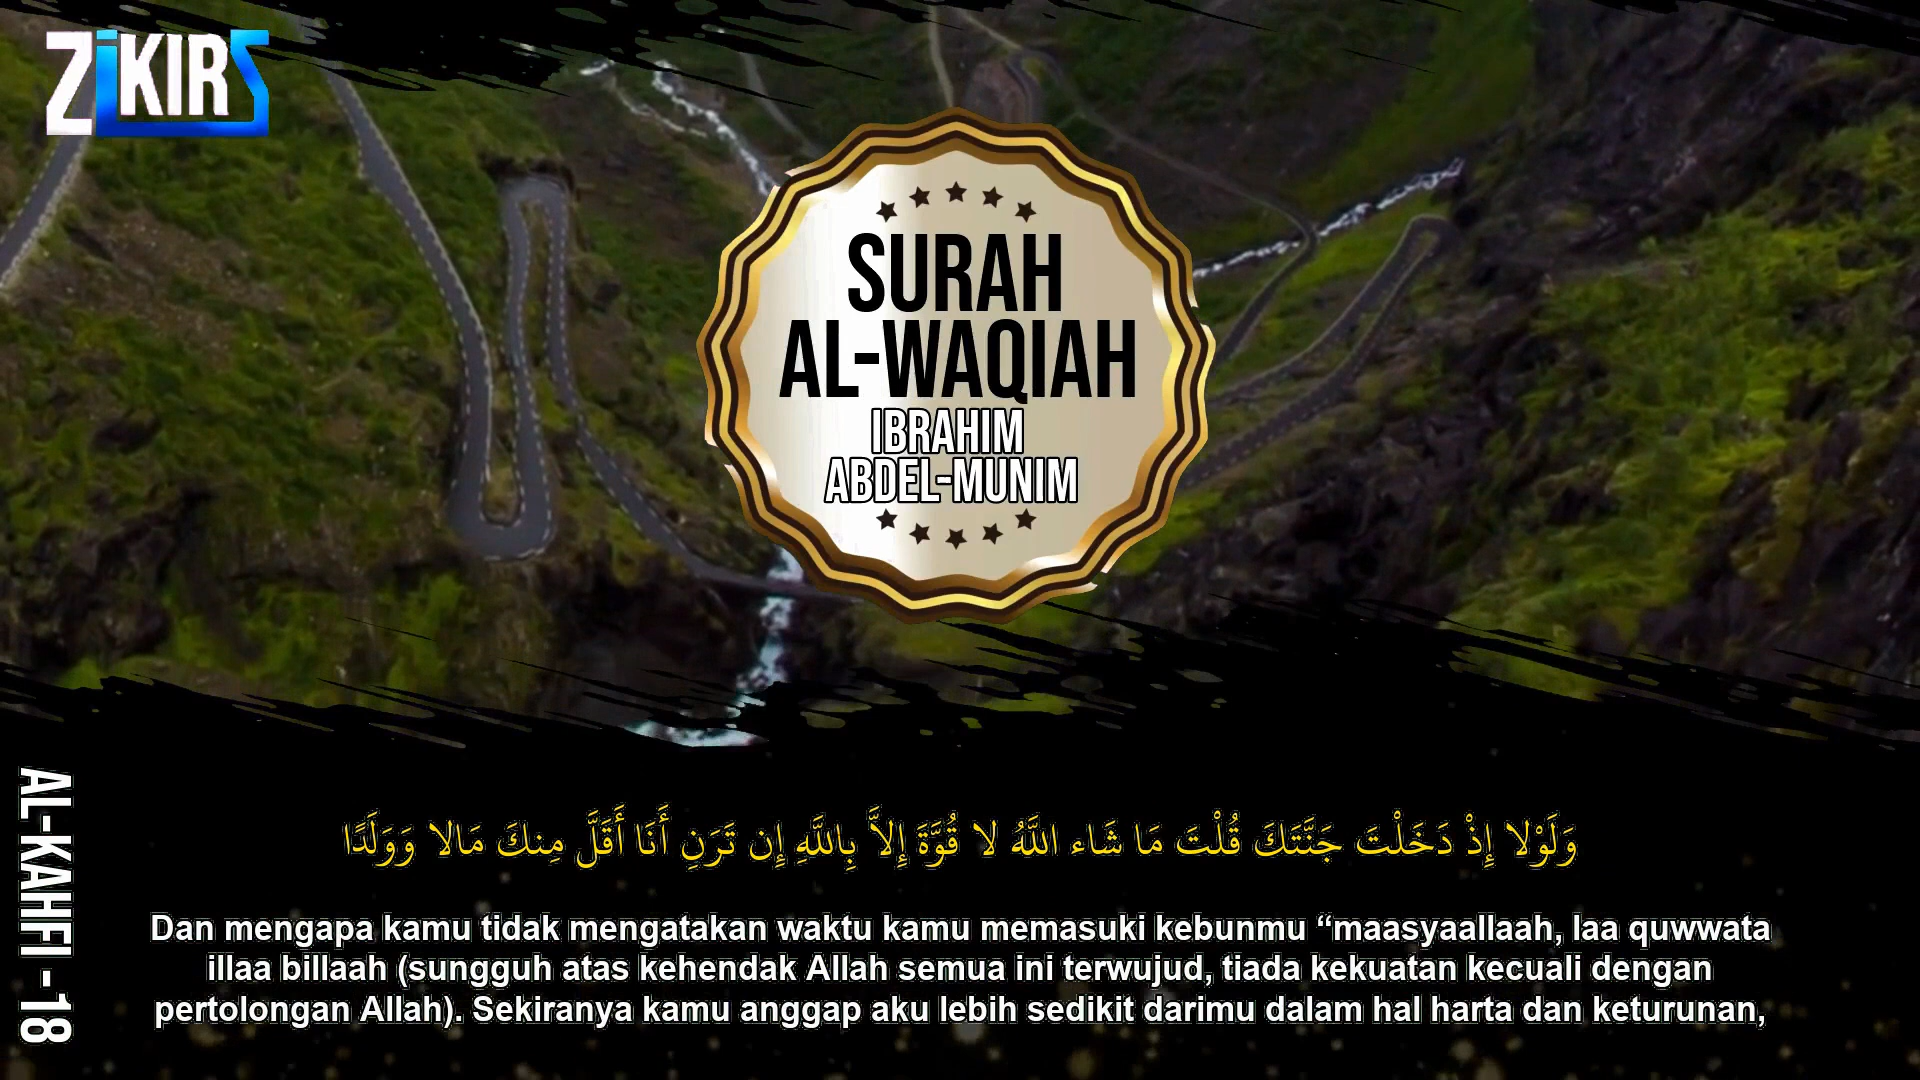 ZiKIRS
SURAH
AL-WAQIAH
IBRAHIM
ABDEL-MUNIM
AL-KAHFI - 18
وَلَوْلا إِذْ دَخَلْتَ جَنَّتَكَ قُلْتَ مَا شَاء اللَّهُ لا قُوَّةَ إِلاَّ بِاللَّهِ إِن تَرَنِ أَنَا أَقَلَّ مِنكَ مَالا وَوَلَدًا
Dan mengapa kamu tidak mengatakan waktu kamu memasuki kebunmu “maasyaallaah, laa quwwata
illaa billaah (sungguh atas kehendak Allah semua ini terwujud, tiada kekuatan kecuali dengan
pertolongan Allah). Sekiranya kamu anggap aku lebih sedikit darimu dalam hal harta dan keturunan,